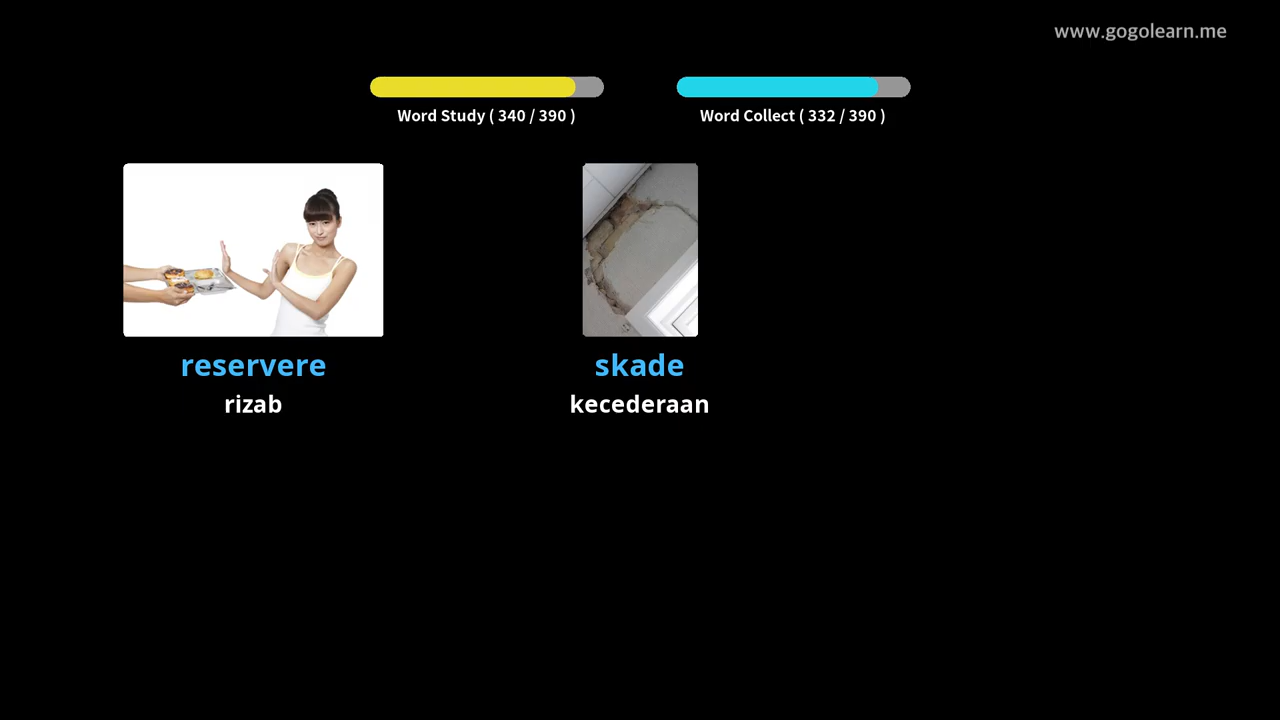 www.gogolearn.me
Word Study ( 340 / 390 )
Word Collect ( 332 / 390 )
reservere
skade
rizab
kecederaan